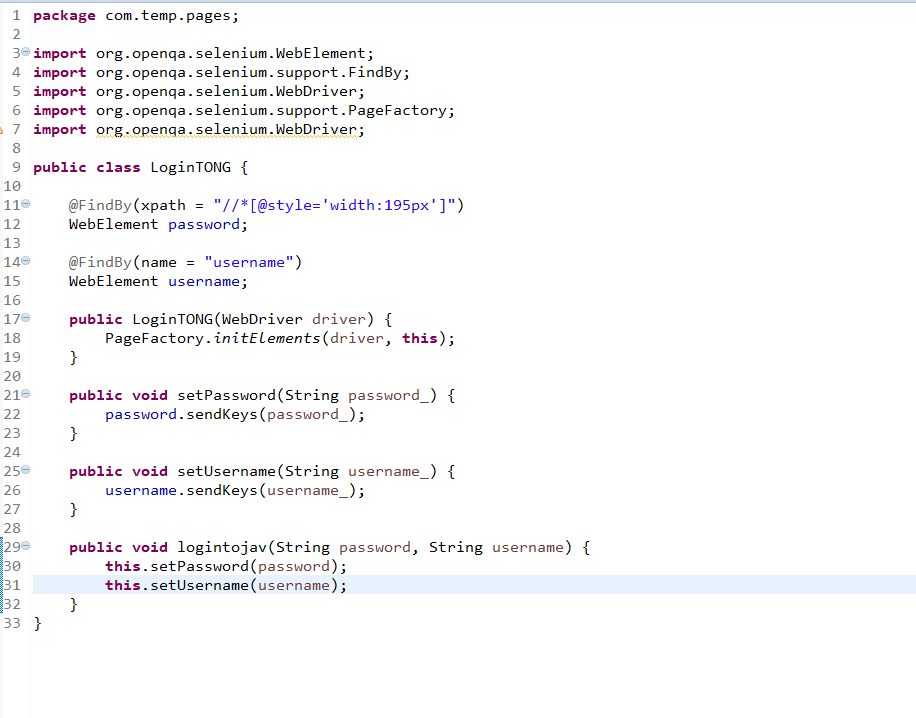 1 package com.temp.pages;
2
3 import org.openqa.selenium.WebElement;
4 import org.openqa.selenium.support.FindBy;
5 import org.openqa.selenium.WebDriver;
6 import org.openqa.selenium.support.PageFactory;
7 import org.openqa.selenium.WebDriver;
8
9 public class LoginTONG {
10
11     @FindBy(xpath = "//*[@style='width:195px']")
12     WebElement password;
13
14     @FindBy(name = "username")
15     WebElement username;
16
17     public LoginTONG(WebDriver driver) {
18         PageFactory.initElements(driver, this);
19     }
20
21     public void setPassword(String password_) {
22         password.sendKeys(password_);
23     }
24
25     public void setUsername(String username_) {
26         username.sendKeys(username_);
27     }
28
29     public void logintojav(String password, String username) {
30         this.setPassword(password);
31         this.setUsername(username);
32     }
33 }